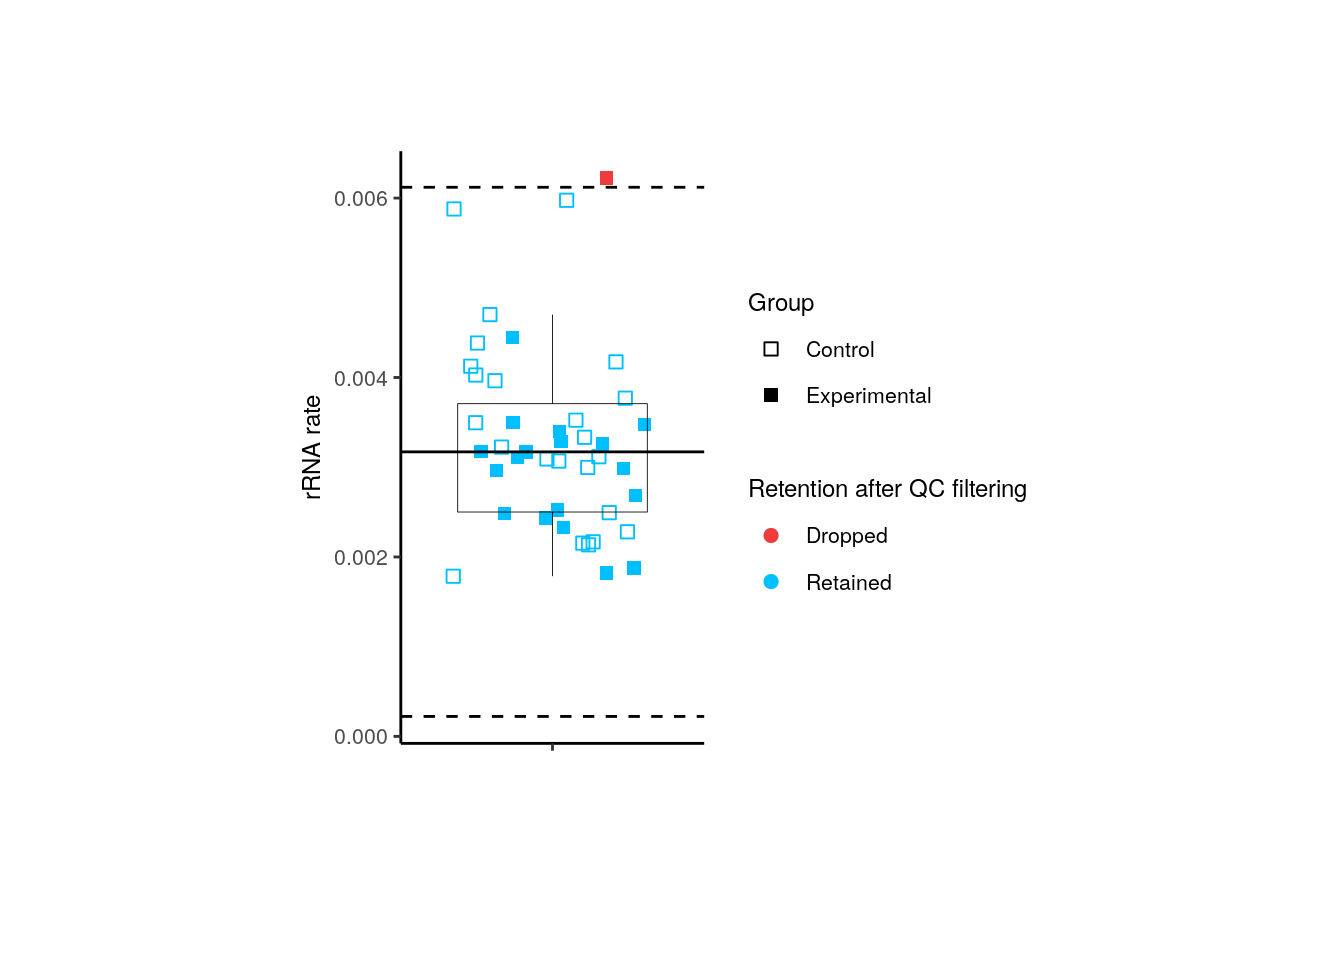 0.006
0.004
0.002
0.000
rRNA rate
Group
Control
Experimental
Retention after QC filtering
Dropped
Retained